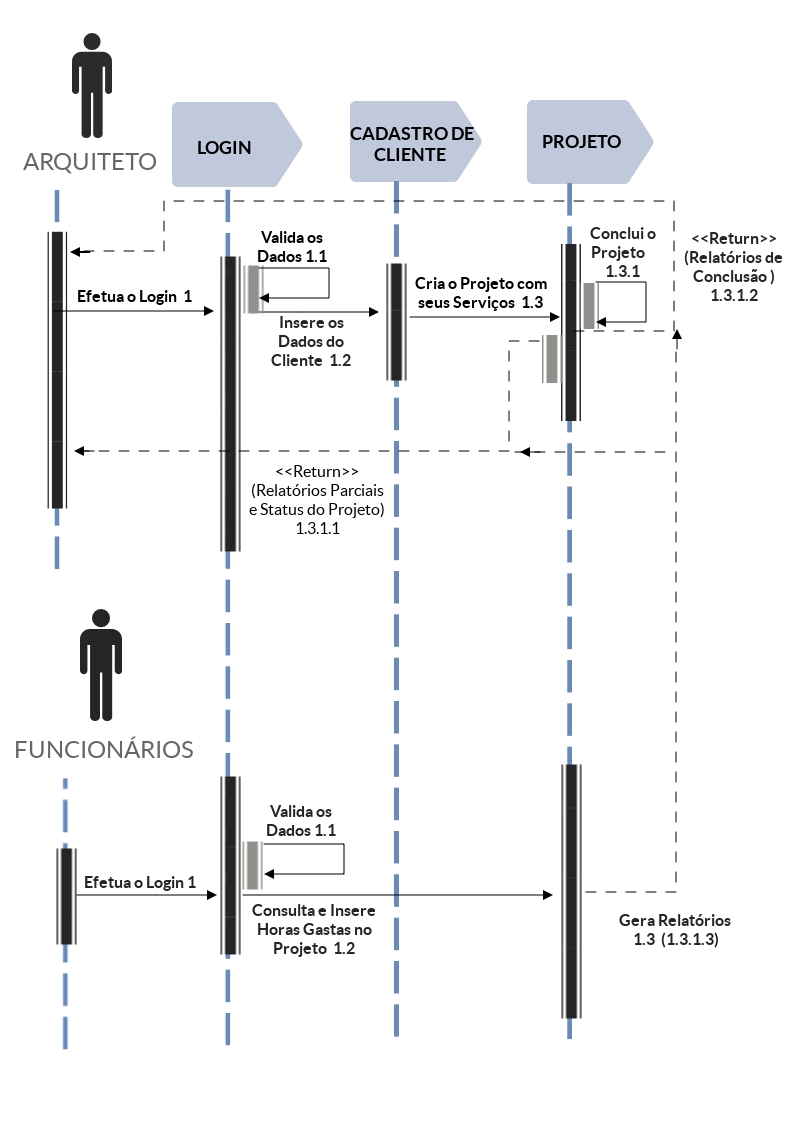 ARQUITETO
LOGIN
CADASTRO DE
CLIENTE
PROJETO
Valida os
Dados 1.1
Efetua o Login 1
Insere os
Dados do
Cliente 1.2
Cria o Projeto com
seus Serviços 1.3
Conclui o
Projeto
1.3.1
<<Return>>
(Relatórios de
Conclusão )
1.3.1.2
<<Return>>
(Relatórios Parciais
e Status do Projeto)
1.3.1.1
FUNCIONÁRIOS
Valida os
Dados 1.1
Efetua o Login 1
Consulta e Insere
Horas Gastas no
Projeto 1.2
Gera Relatórios
1.3 (1.3.1.3)